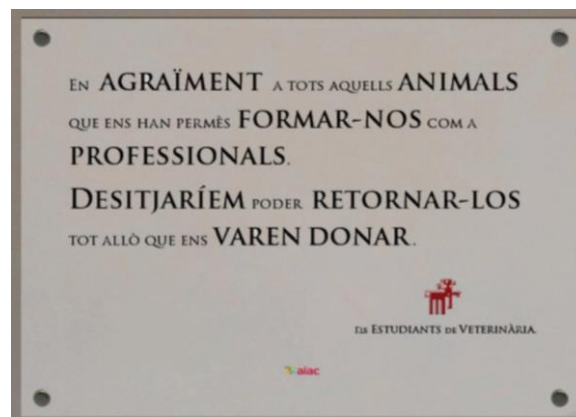 EN AGRAÏMENT A TOTS AQUELLS ANIMALS
QUE ENS HAN PERMÈS FORMAR-NOS COM A
PROFESSIONALS.
DESITJARÍEM PODER RETORNAR-LOS
TOT ALLÒ QUE ENS VAREN DONAR.
ELS ESTUDIANTS DE VETERINÀRIA.
aiac